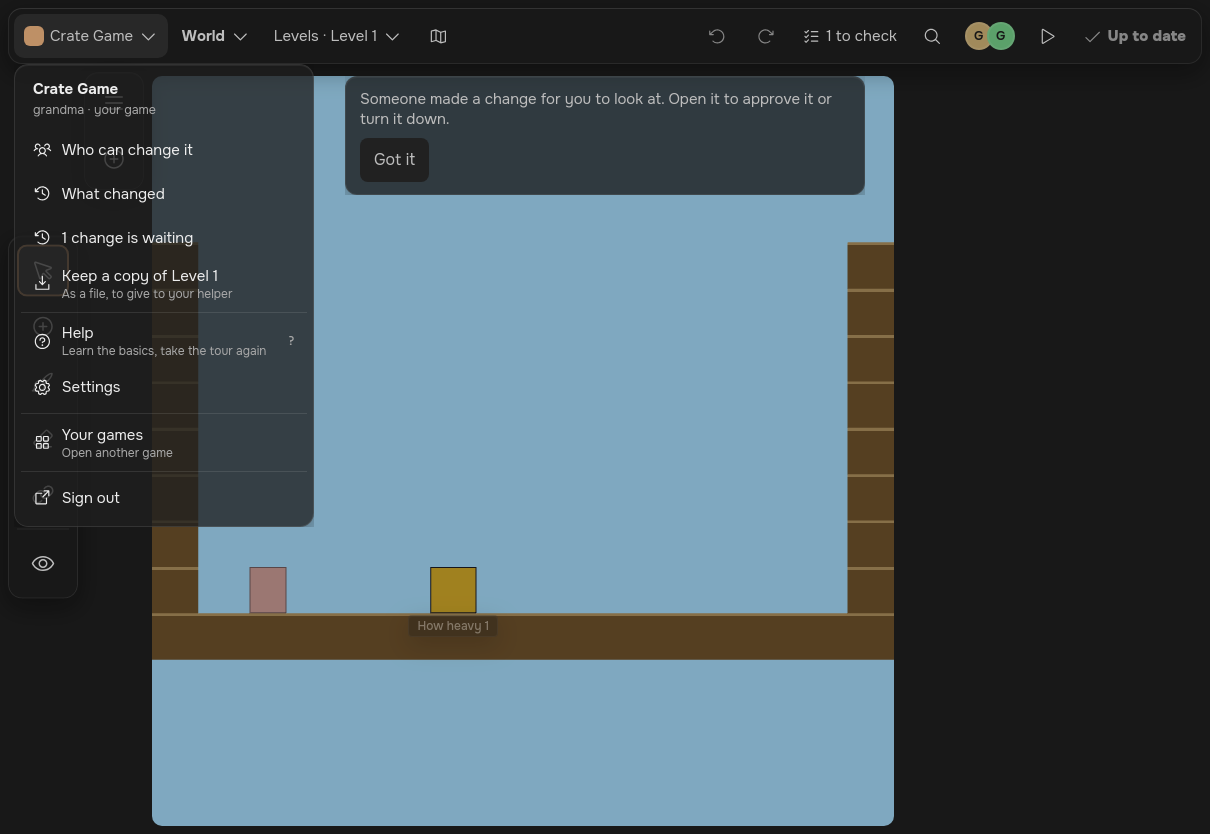 Crate Game
World
Levels · Level 1
1 to check
G
G
Up to date
Crate Game
grandma · your game
Who can change it
What changed
1 change is waiting
Keep a copy of Level 1
As a file, to give to your helper
Help
Learn the basics, take the tour again
?
Settings
Your games
Open another game
Sign out
Someone made a change for you to look at. Open it to approve it or
turn it down.
Got it
How heavy 1